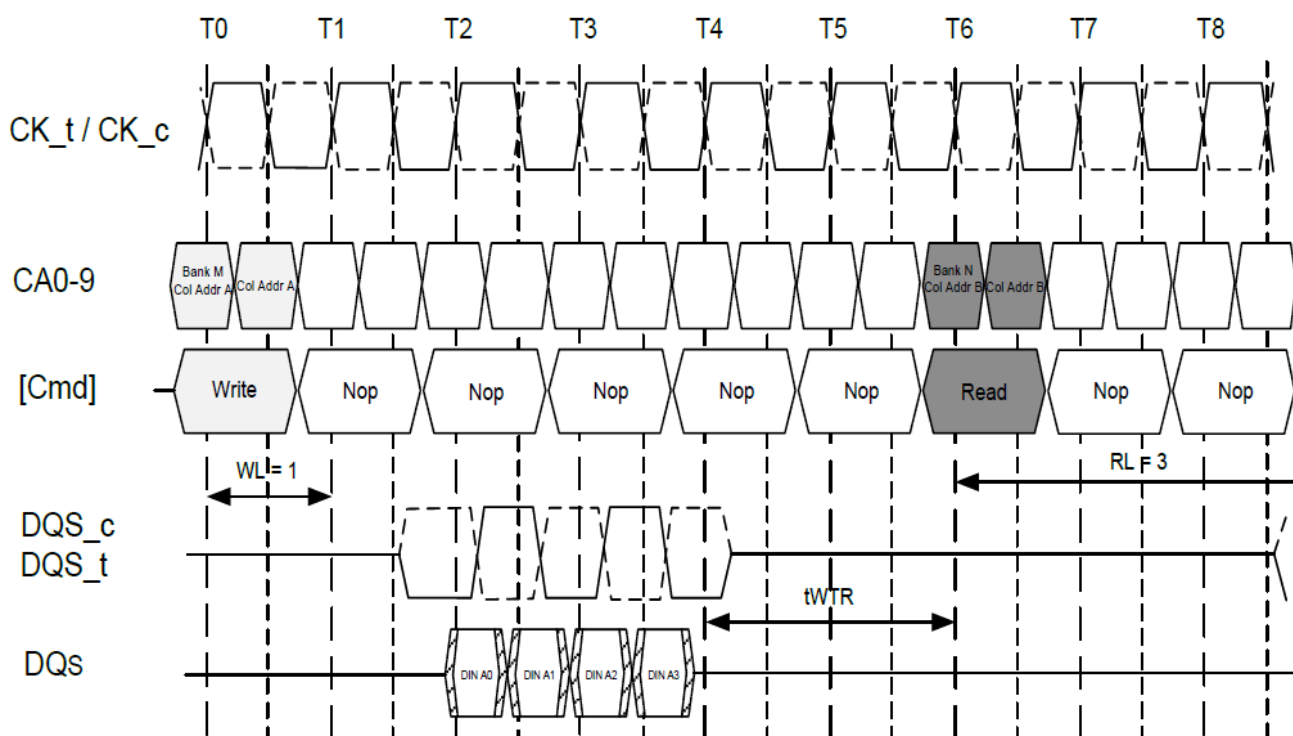 T0 T1 T2 T3 T4 T5 T6 T7 T8
CK_t / CK_c
CA0-9
Bank M
Col Addr A
Col Addr A
Bank N
Col Addr B
Col Addr B
[Cmd]
Write Nop Nop Nop Nop Nop Read Nop Nop
WL = 1
RL = 3
DQS_c
DQS_t
tWTR
DQs
DIN A0 DIN A1 DIN A2 DIN A3